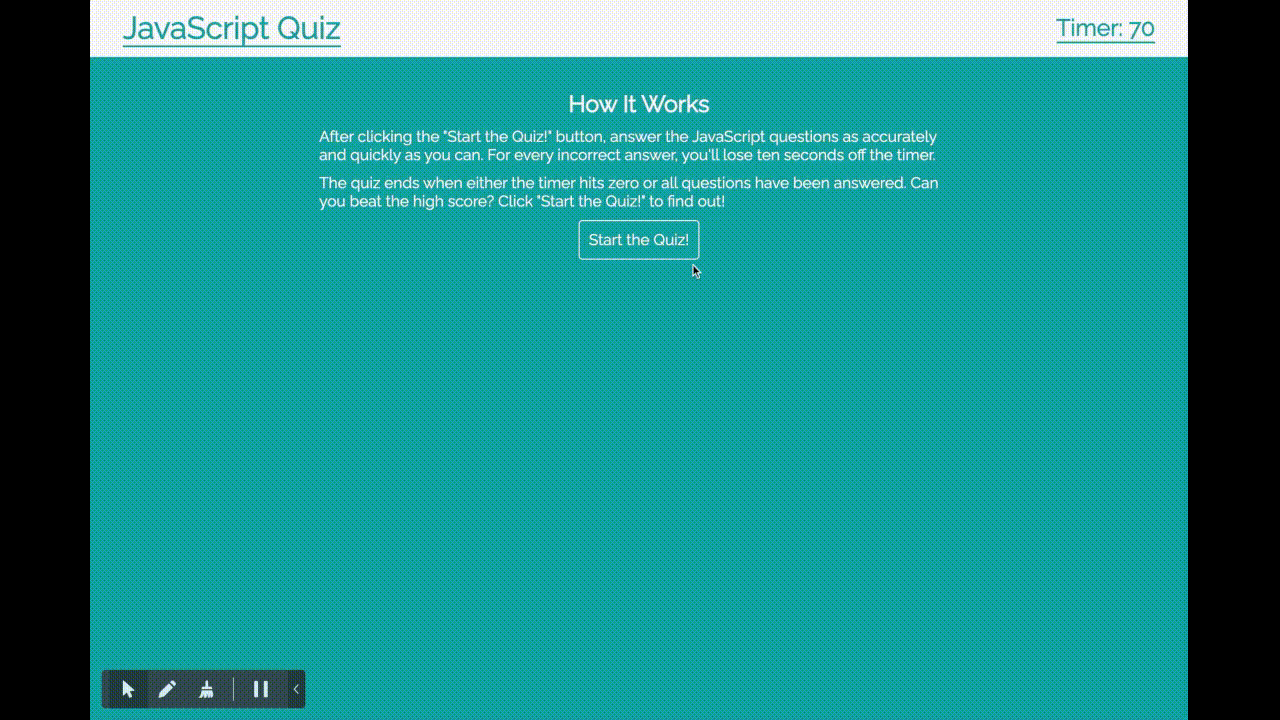 JavaScript Quiz
Timer: 70
How It Works
After clicking the "Start the Quiz!" button, answer the JavaScript questions as accurately
and quickly as you can. For every incorrect answer, you'll lose ten seconds off the timer.
The quiz ends when either the timer hits zero or all questions have been answered. Can
you beat the high score? Click "Start the Quiz!" to find out!
Start the Quiz!